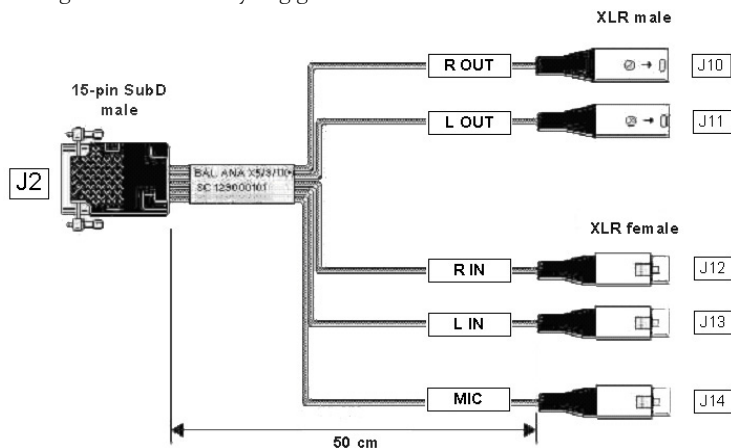 XLR male
R OUT
J10
15-pin SubD
male
L OUT
J11
J2
BAL ANA X5/3/11(+
SC 129000101
XLR female
R IN
J12
L IN
J13
MIC
J14
50 cm